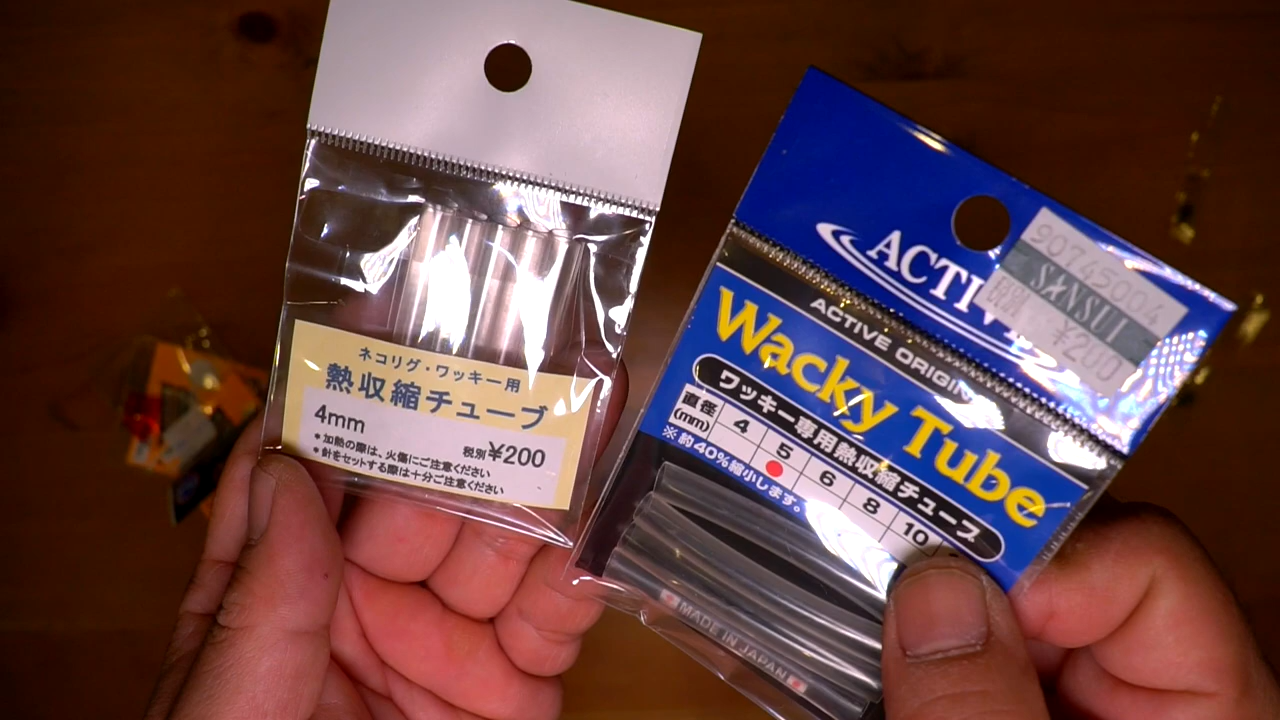 ネコリグ・ワッキー用
熱収縮チューブ
4mm
税別¥200
*加熱の際は、火傷にご注意ください
*針をセットする際は十分ご注意ください
90745004
SANSUI
税別
¥200
ACTIVE ORIGIN
Wacky Tube
ワッキー専用熱収縮チューブ
直径
(mm)
4 5 6 8 10
※約40%縮小します。
MADE IN JAPAN